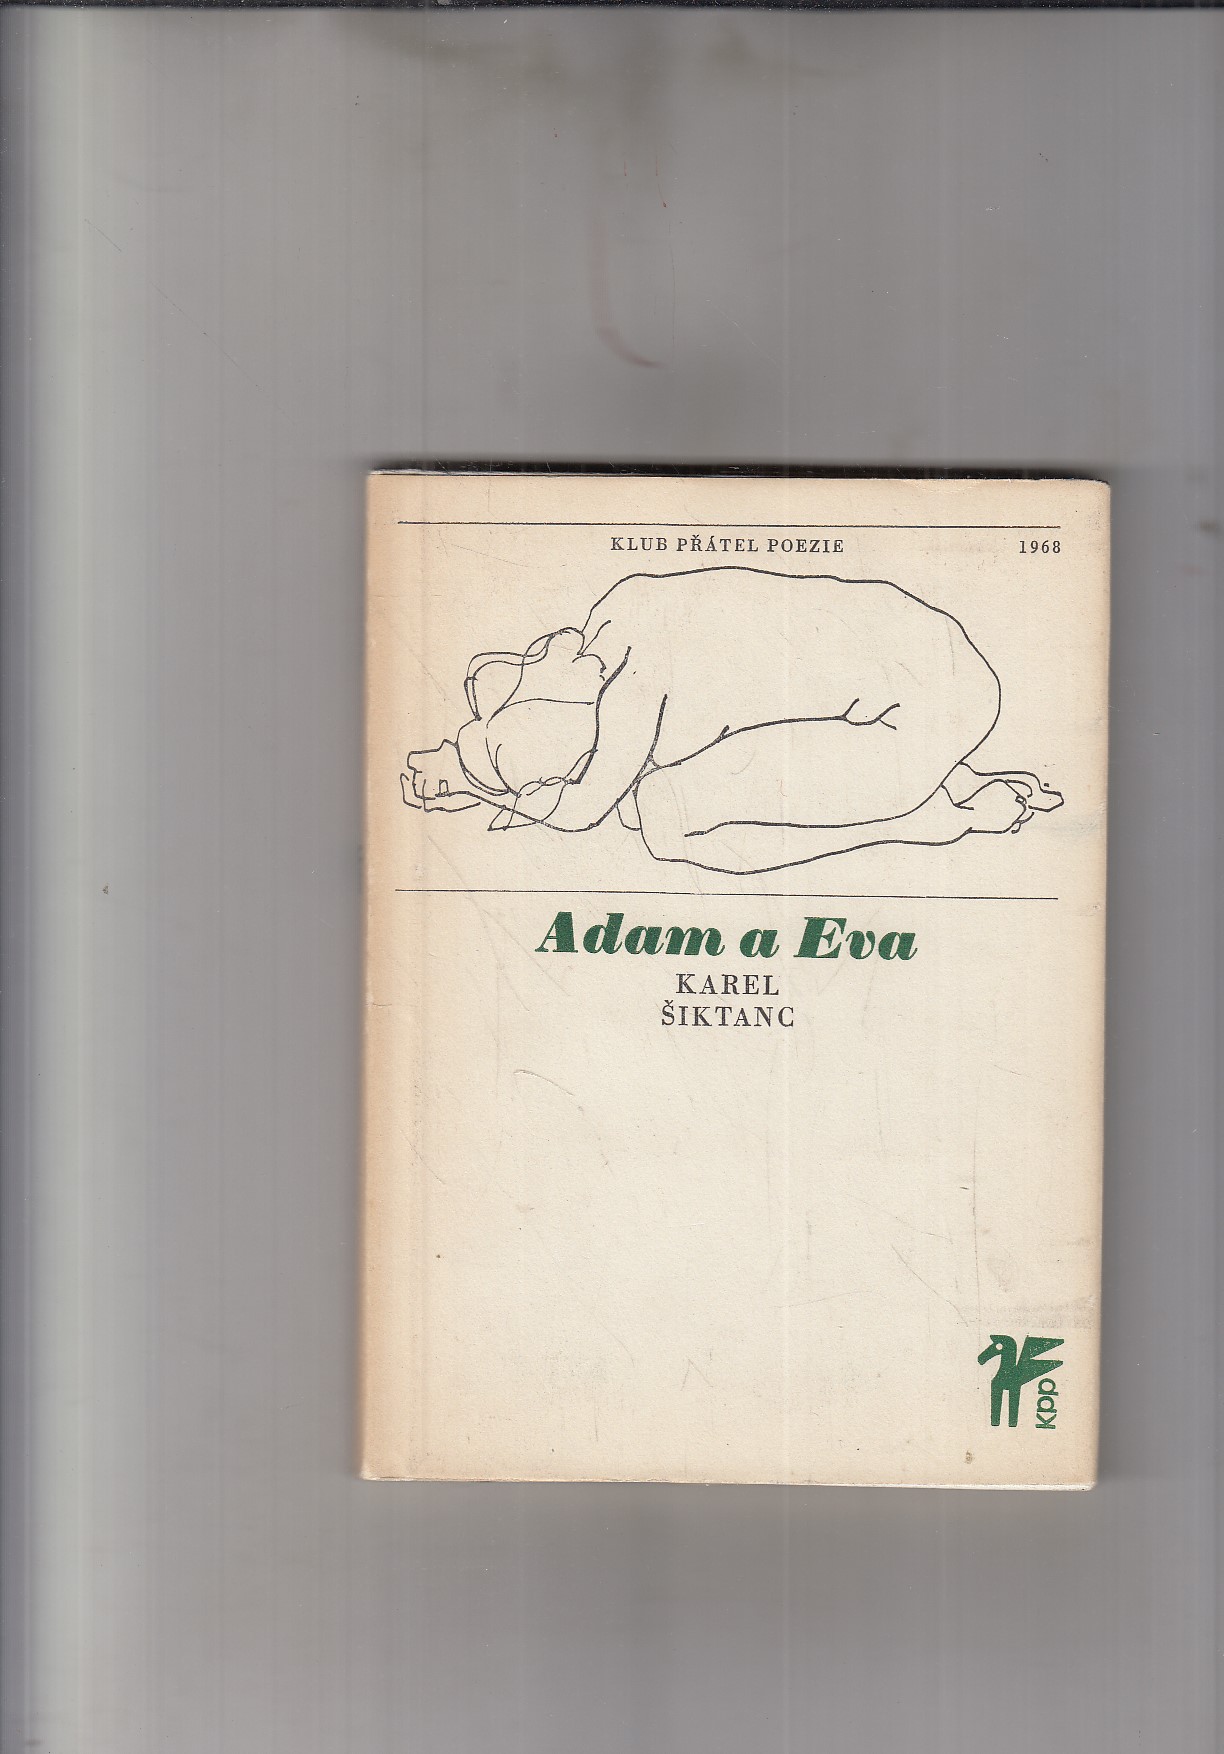 KLUB PŘÁTEL POEZIE 1968
Adam a Eva
KAREL
ŠIKTANC
kpp